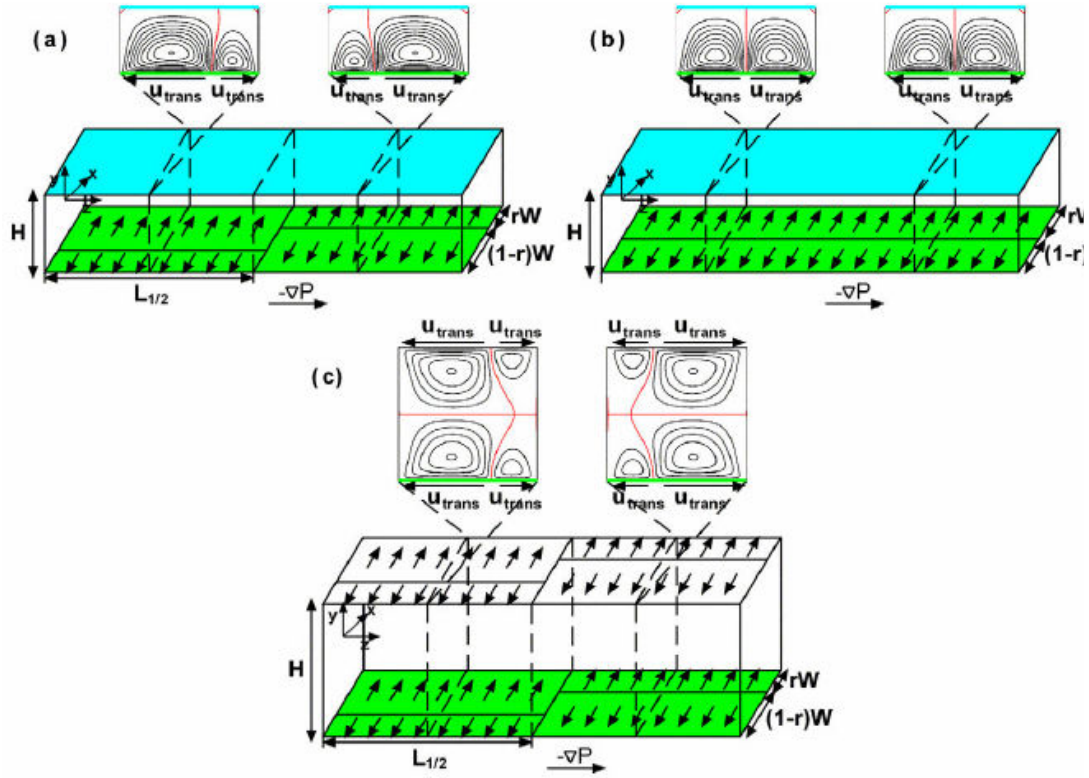 (a)
u_trans u_trans
u_trans u_trans
y x
z
H
rW
(1-r)W
L_1/2
-∇P
(b)
u_trans u_trans
u_trans u_trans
y x
H
rW
(1-r)
-∇P
(c)
u_trans u_trans
u_trans u_trans
u_trans u_trans
u_trans u_trans
y x
z
H
rW
(1-r)W
L_1/2
-∇P